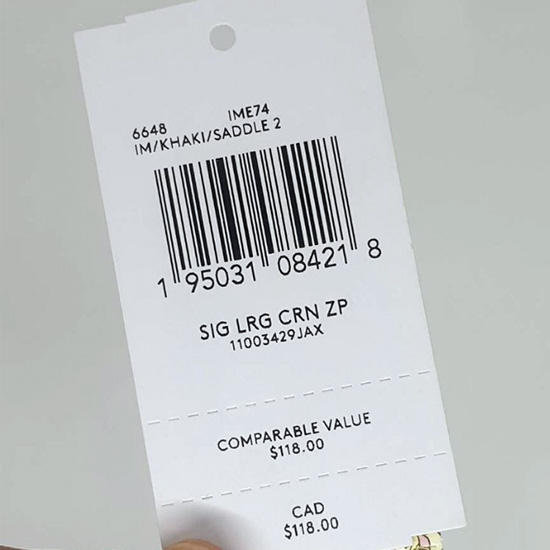 6648 IME74
IM/KHAKI/SADDLE 2
1 95031 08421 8
SIG LRG CRN ZP
11003429JAX
COMPARABLE VALUE
$118.00
CAD
$118.00